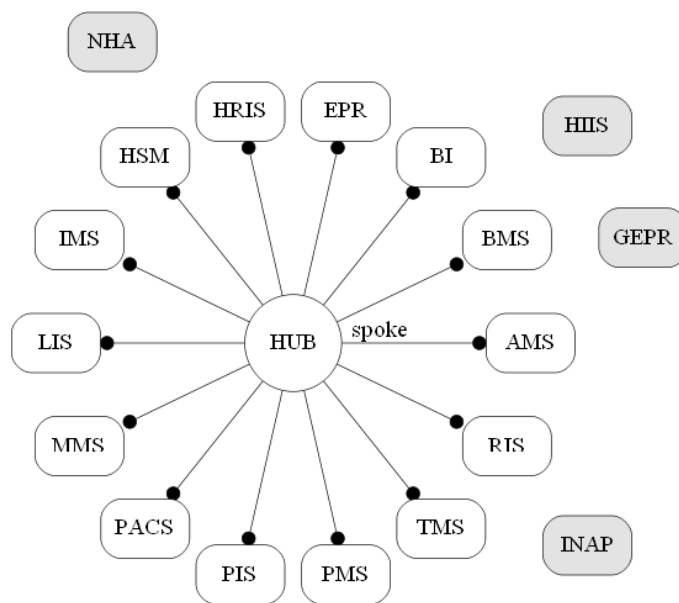 NHA
HRIS
EPR
HIIS
HSM
BI
IMS
BMS
GEPR
LIS
HUB
spoke
AMS
MMS
RIS
PACS
TMS
INAP
PIS
PMS